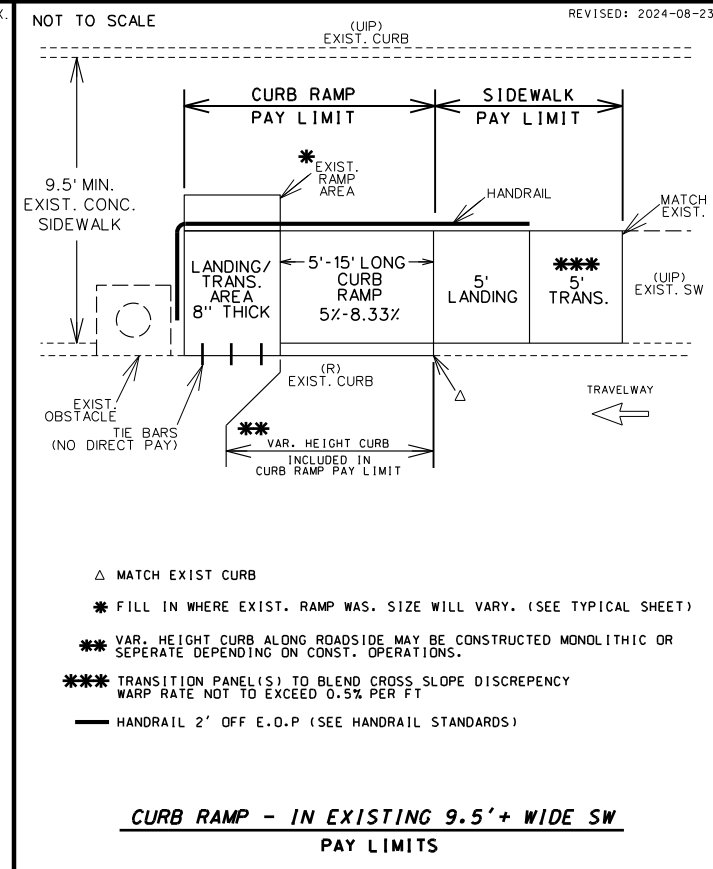 X.
NOT TO SCALE
REVISED: 2024-08-23
(UIP)
EXIST. CURB
CURB RAMP
PAY LIMIT
SIDEWALK
PAY LIMIT
9.5' MIN.
EXIST. CONC.
SIDEWALK
* EXIST.
RAMP
AREA
HANDRAIL
MATCH
EXIST.
LANDING/
TRANS.
AREA
8" THICK
5'-15' LONG
CURB
RAMP
5%-8.33%
5'
LANDING
***
5'
TRANS.
(UIP)
EXIST. SW
(R)
EXIST. CURB
EXIST.
OBSTACLE
TIE BARS
(NO DIRECT PAY)
**
VAR. HEIGHT CURB
INCLUDED IN
CURB RAMP PAY LIMIT
△
TRAVELWAY
△ MATCH EXIST CURB
* FILL IN WHERE EXIST. RAMP WAS. SIZE WILL VARY. (SEE TYPICAL SHEET)
** VAR. HEIGHT CURB ALONG ROADSIDE MAY BE CONSTRUCTED MONOLITHIC OR
SEPERATE DEPENDING ON CONST. OPERATIONS.
*** TRANSITION PANEL(S) TO BLEND CROSS SLOPE DISCREPENCY
WARP RATE NOT TO EXCEED 0.5% PER FT
HANDRAIL 2' OFF E.O.P (SEE HANDRAIL STANDARDS)
CURB RAMP - IN EXISTING 9.5'+ WIDE SW
PAY LIMITS